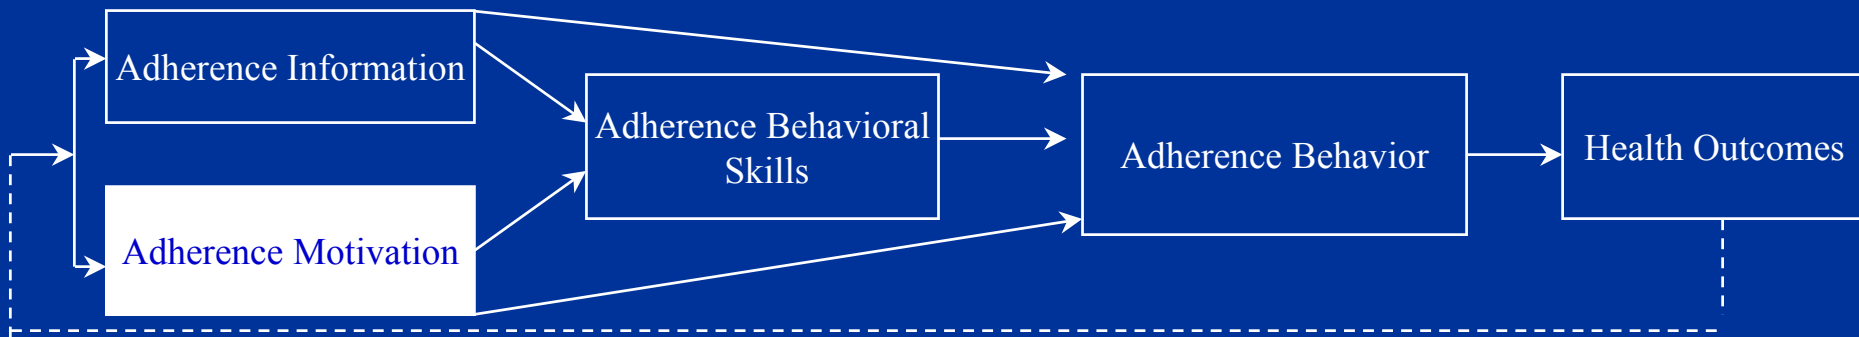 Adherence Information
Adherence Motivation
Adherence Behavioral
Skills
Adherence Behavior
Health Outcomes